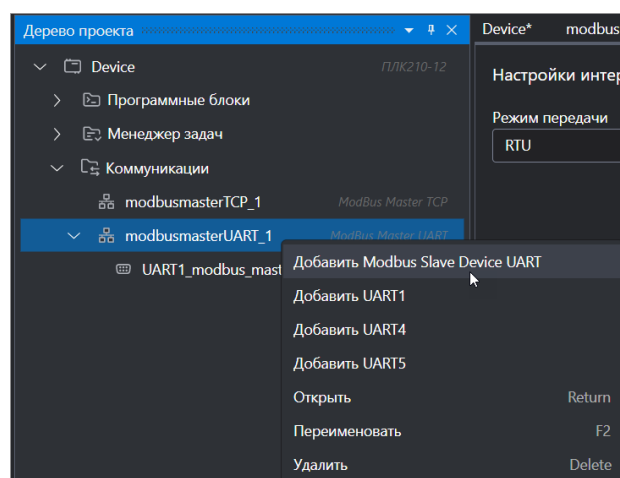 Дерево проекта
Device* modbus
Device ПЛК210-12
Настройки интер
Программные блоки
Режим передачи
Менеджер задач
RTU
Коммуникации
modbusmasterTCP_1 ModBus Master TCP
modbusmasterUART_1 ModBus Master UART
UART1_modbus_mast
Добавить Modbus Slave Device UART
Добавить UART1
Добавить UART4
Добавить UART5
Открыть Return
Переименовать F2
Удалить Delete